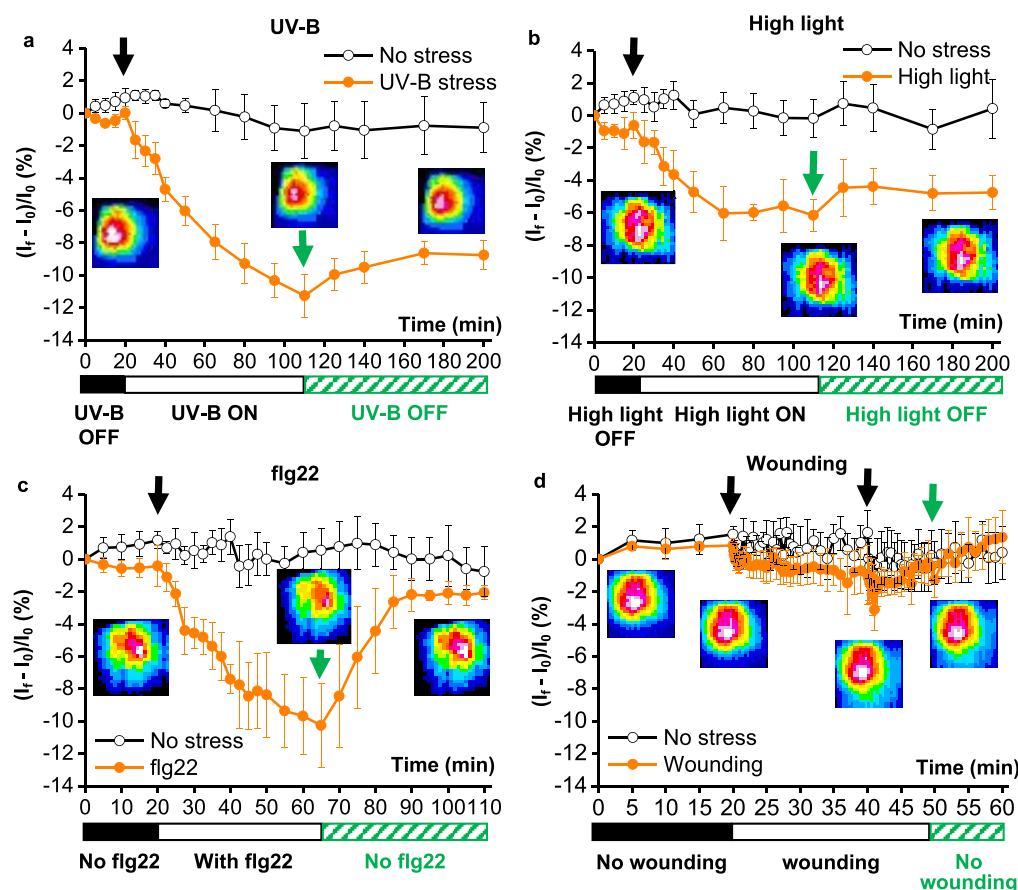 a
UV-B
No stress
UV-B stress
(If - I0)/I0 (%)
4
2
0
-2
-4
-6
-8
-10
-12
-14
Time (min)
0 20 40 60 80 100 120 140 160 180 200
UV-B OFF
UV-B ON
UV-B OFF
b
High light
No stress
High light
(If - I0)/I0 (%)
4
2
0
-2
-4
-6
-8
-10
-12
-14
Time (min)
0 20 40 60 80 100 120 140 160 180 200
High light
OFF
High light ON
High light OFF
c
flg22
(If - I0)/I0 (%)
4
2
0
-2
-4
-6
-8
-10
-12
-14
No stress
flg22
Time (min)
0 10 20 30 40 50 60 70 80 90 100 110
No flg22
With flg22
No flg22
d
Wounding
(If - I0)/I0 (%)
4
2
0
-2
-4
-6
-8
-10
-12
-14
No stress
Wounding
Time (min)
0 5 10 15 20 25 30 35 40 45 50 55 60
No wounding
wounding
No
wounding